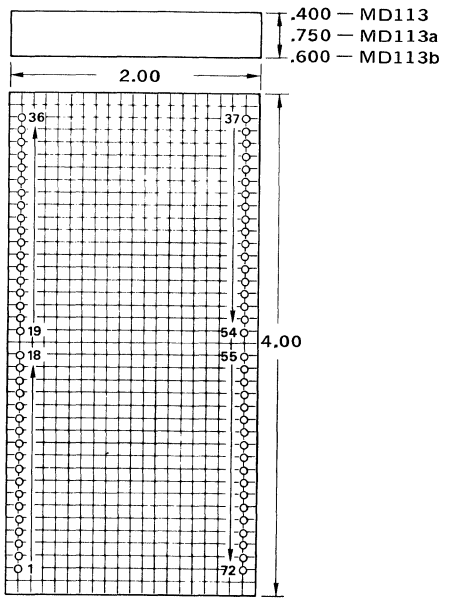 .400 — MD113
.750 — MD113a
.600 — MD113b
2.00
36 37
19 54
4.00
18 55
1 72